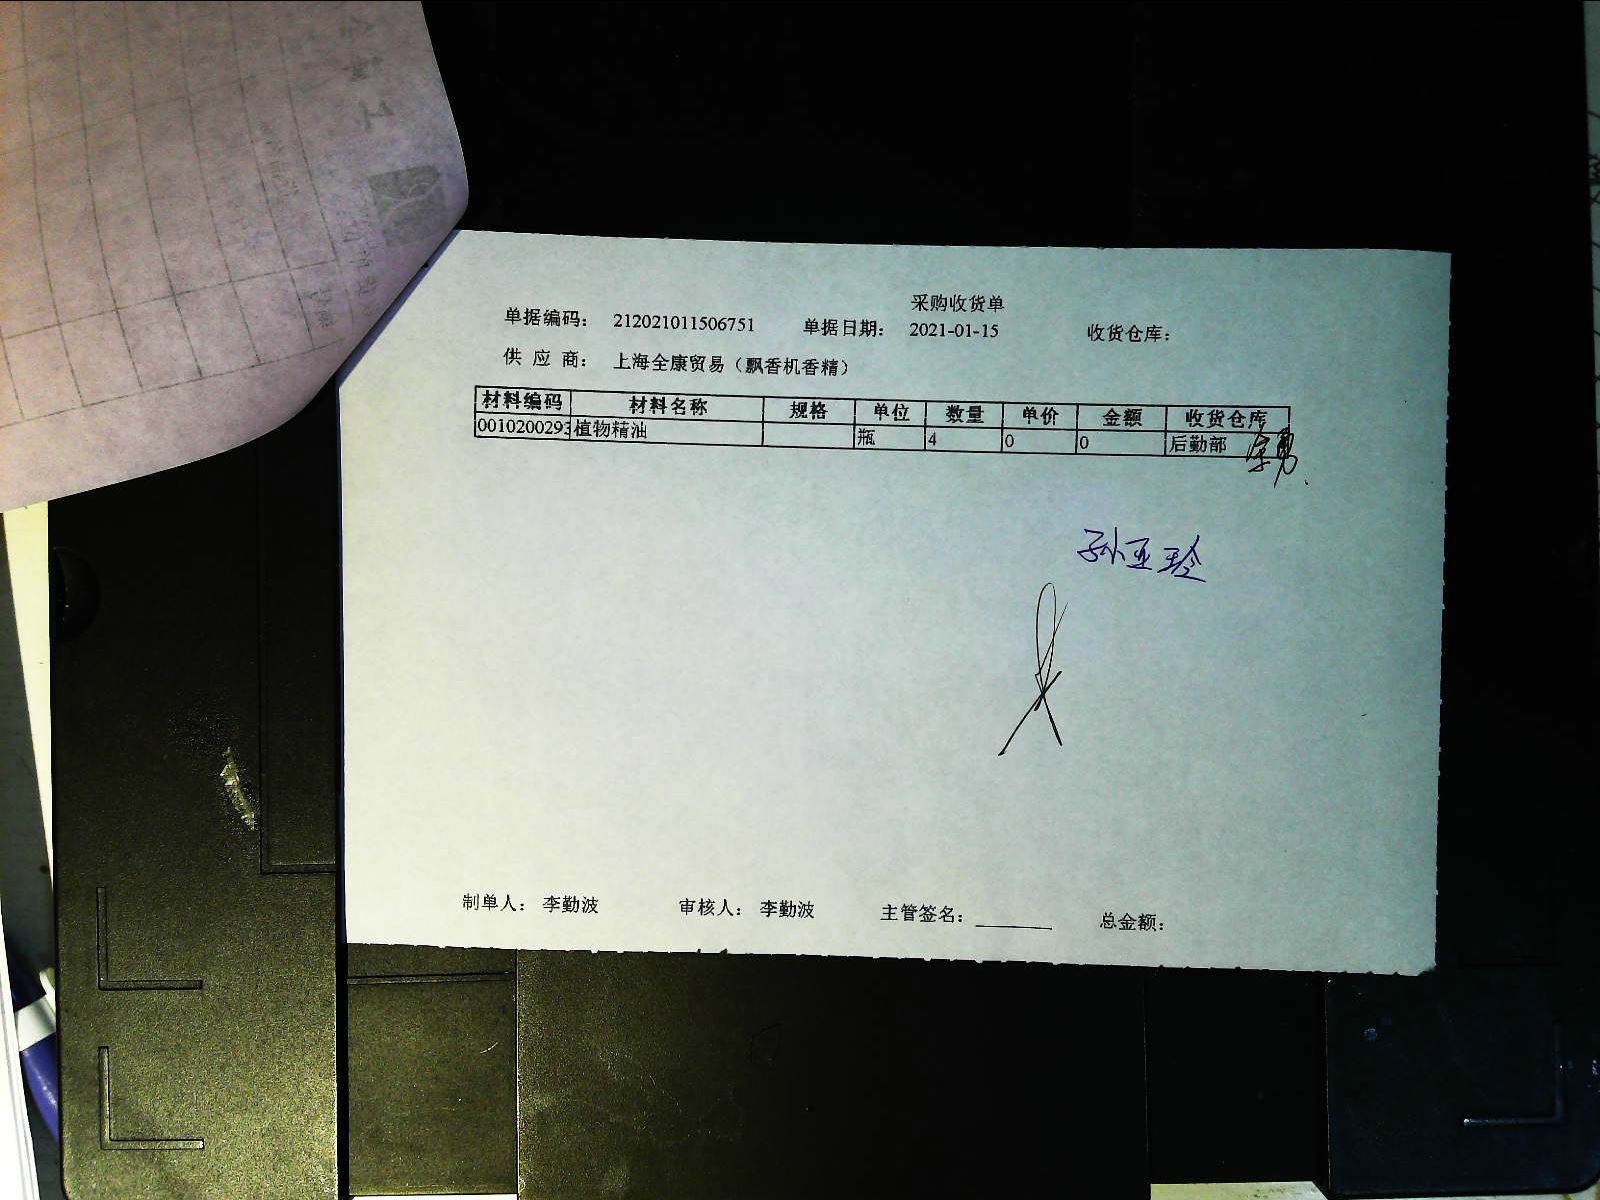 采购收货单
单据编码： 212021011506751 单据日期： 2021-01-15 收货仓库：
供 应 商： 上海全康贸易（飘香机香精）
材料编码 材料名称 规格 单位 数量 单价 金额 收货仓库
0010200293 植物精油 瓶 4 0 0 后勤部
孙亚玲
制单人： 李勤波 审核人： 李勤波 主管签名：________ 总金额：